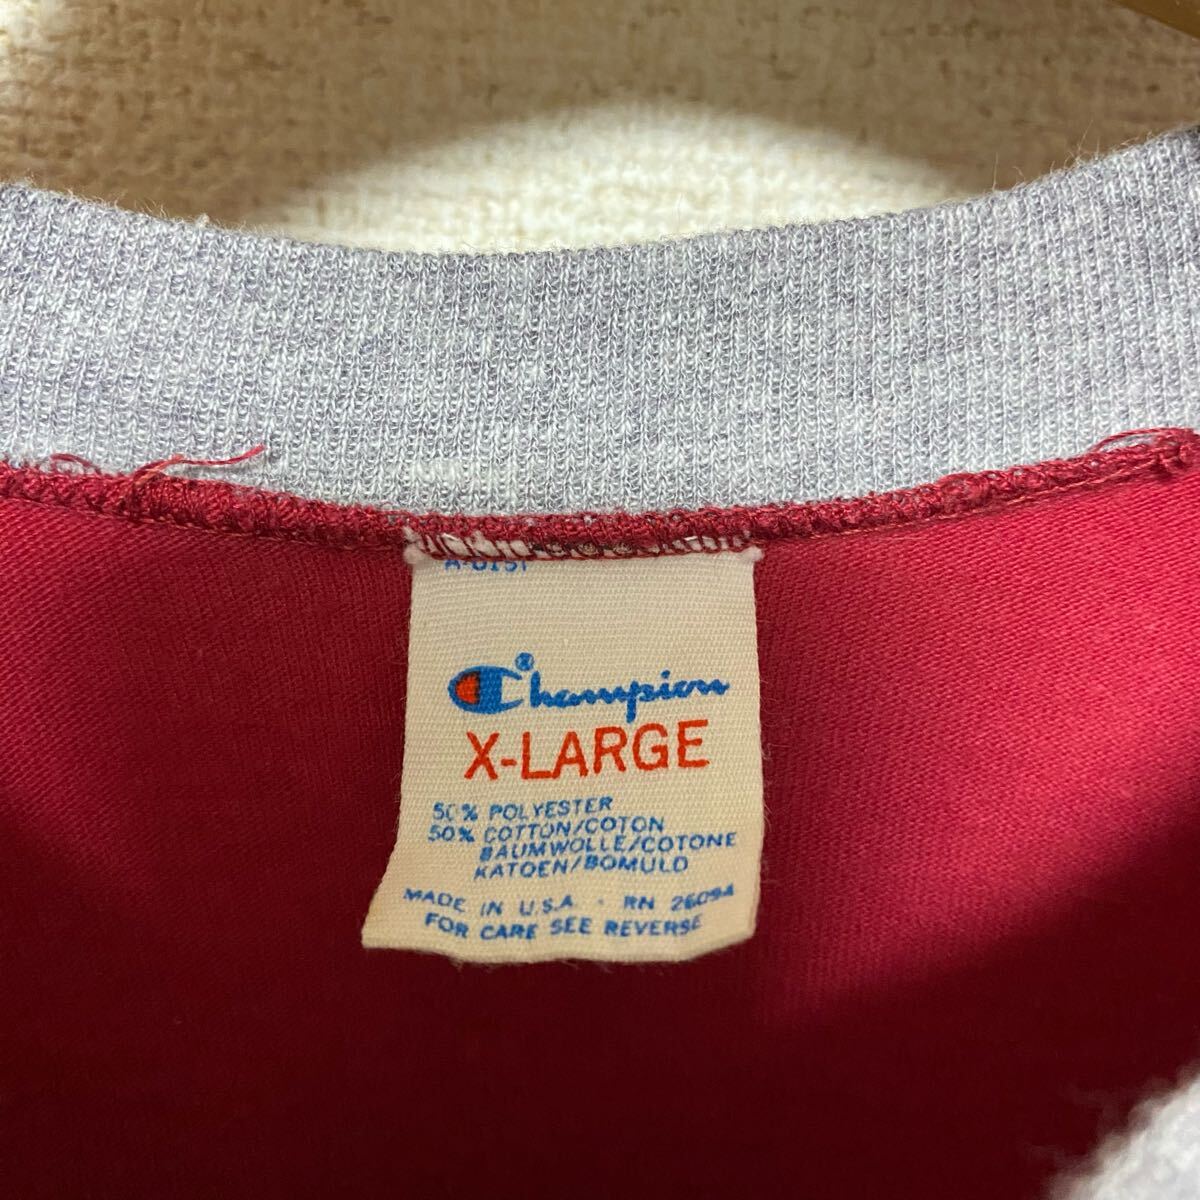 Champion®
X-LARGE
50% POLYESTER
50% COTTON/COTON
BAUMWOLLE/COTONE
KATOEN/BOMULD
MADE IN U.S.A. · RN 26094
FOR CARE SEE REVERSE